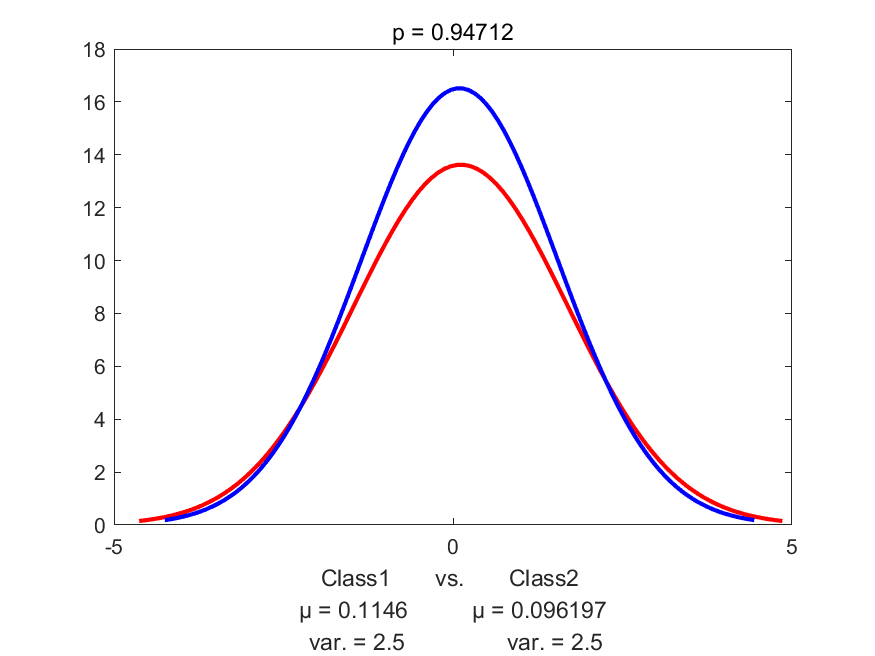 p = 0.94712
18
16
14
12
10
8
6
4
2
0
-5 0 5
Class1 vs. Class2
µ = 0.1146 µ = 0.096197
var. = 2.5 var. = 2.5